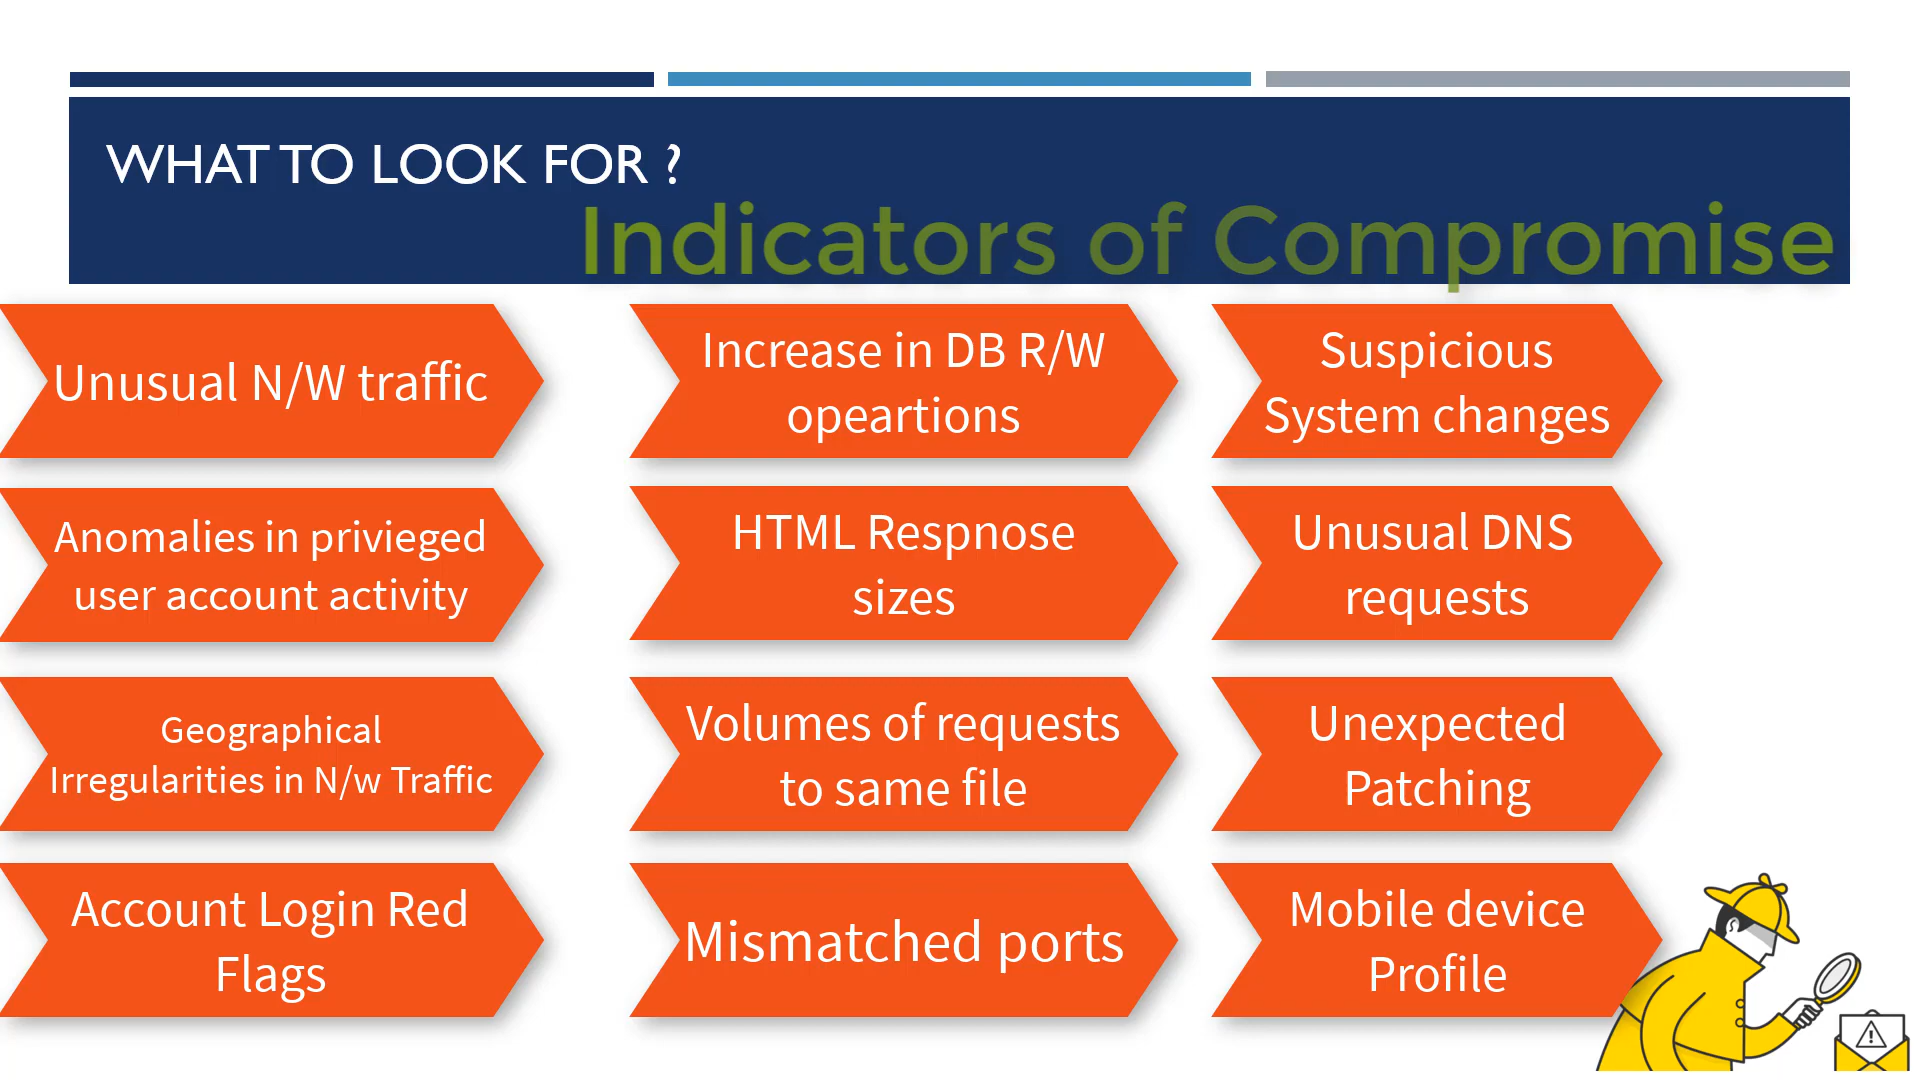 WHAT TO LOOK FOR ?
Indicators of Compromise
Unusual N/W traffic
Increase in DB R/W
opeartions
Suspicious
System changes
Anomalies in privieged
user account activity
HTML Respnose
sizes
Unusual DNS
requests
Geographical
Irregularities in N/w Traffic
Volumes of requests
to same file
Unexpected
Patching
Account Login Red
Flags
Mismatched ports
Mobile device
Profile